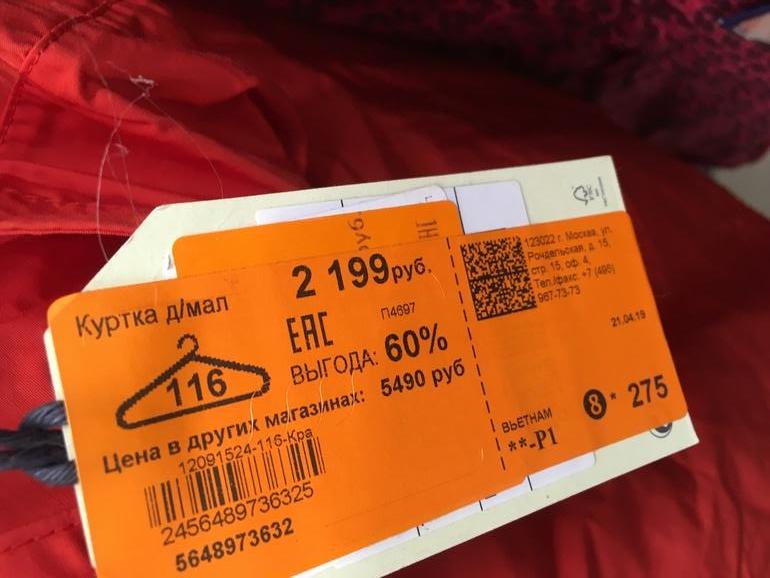 Куртка д/мал
116
2 199руб.
П4697
ЕАС
ВЫГОДА: 60%
Цена в других магазинах: 5490 руб
12091524-116-Кра
2456489736325
5648973632
123022 г. Москва, ул.
Рочдельская, д. 15,
стр. 15, оф. 4,
Тел./факс. +7 (495)
967-73-73
21.04.19
ВЬЕТНАМ
**-Р1
8 * 275